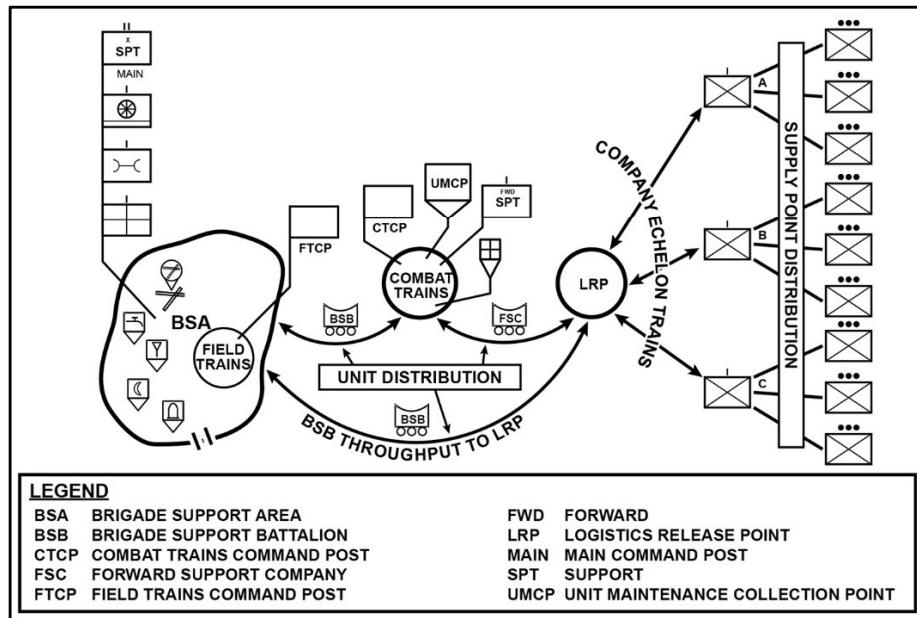 X
SPT
MAIN
FTCP
CTCP
UMCP
FWD
SPT
COMBAT
TRAINS
LRP
BSA
FIELD
TRAINS
BSB
FSC
UNIT DISTRIBUTION
BSB
BSB THROUGHPUT TO LRP
COMPANY ECHELON TRAINS
A
B
C
SUPPLY POINT DISTRIBUTION
LEGEND
BSA BRIGADE SUPPORT AREA
BSB BRIGADE SUPPORT BATTALION
CTCP COMBAT TRAINS COMMAND POST
FSC FORWARD SUPPORT COMPANY
FTCP FIELD TRAINS COMMAND POST
FWD FORWARD
LRP LOGISTICS RELEASE POINT
MAIN MAIN COMMAND POST
SPT SUPPORT
UMCP UNIT MAINTENANCE COLLECTION POINT